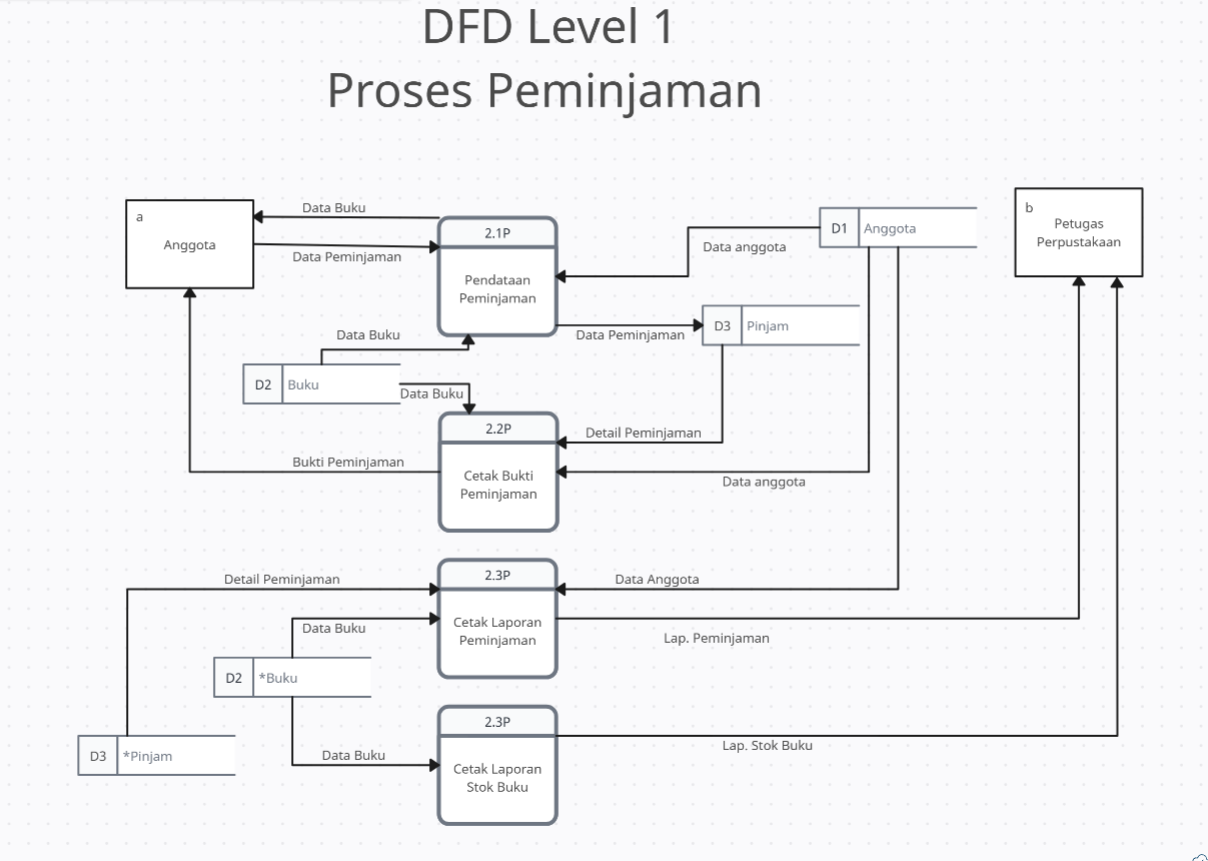 DFD Level 1
Proses Peminjaman
a
Anggota
Data Buku
Data Peminjaman
2.1P
Pendataan
Peminjaman
Data anggota
D1
Anggota
b
Petugas
Perpustakaan
Data Buku
Data Peminjaman
D3
Pinjam
D2
Buku
Data Buku
2.2P
Cetak Bukti
Peminjaman
Detail Peminjaman
Bukti Peminjaman
Data anggota
Detail Peminjaman
2.3P
Cetak Laporan
Peminjaman
Data Anggota
Data Buku
Lap. Peminjaman
D2
*Buku
D3
*Pinjam
Data Buku
2.3P
Cetak Laporan
Stok Buku
Lap. Stok Buku